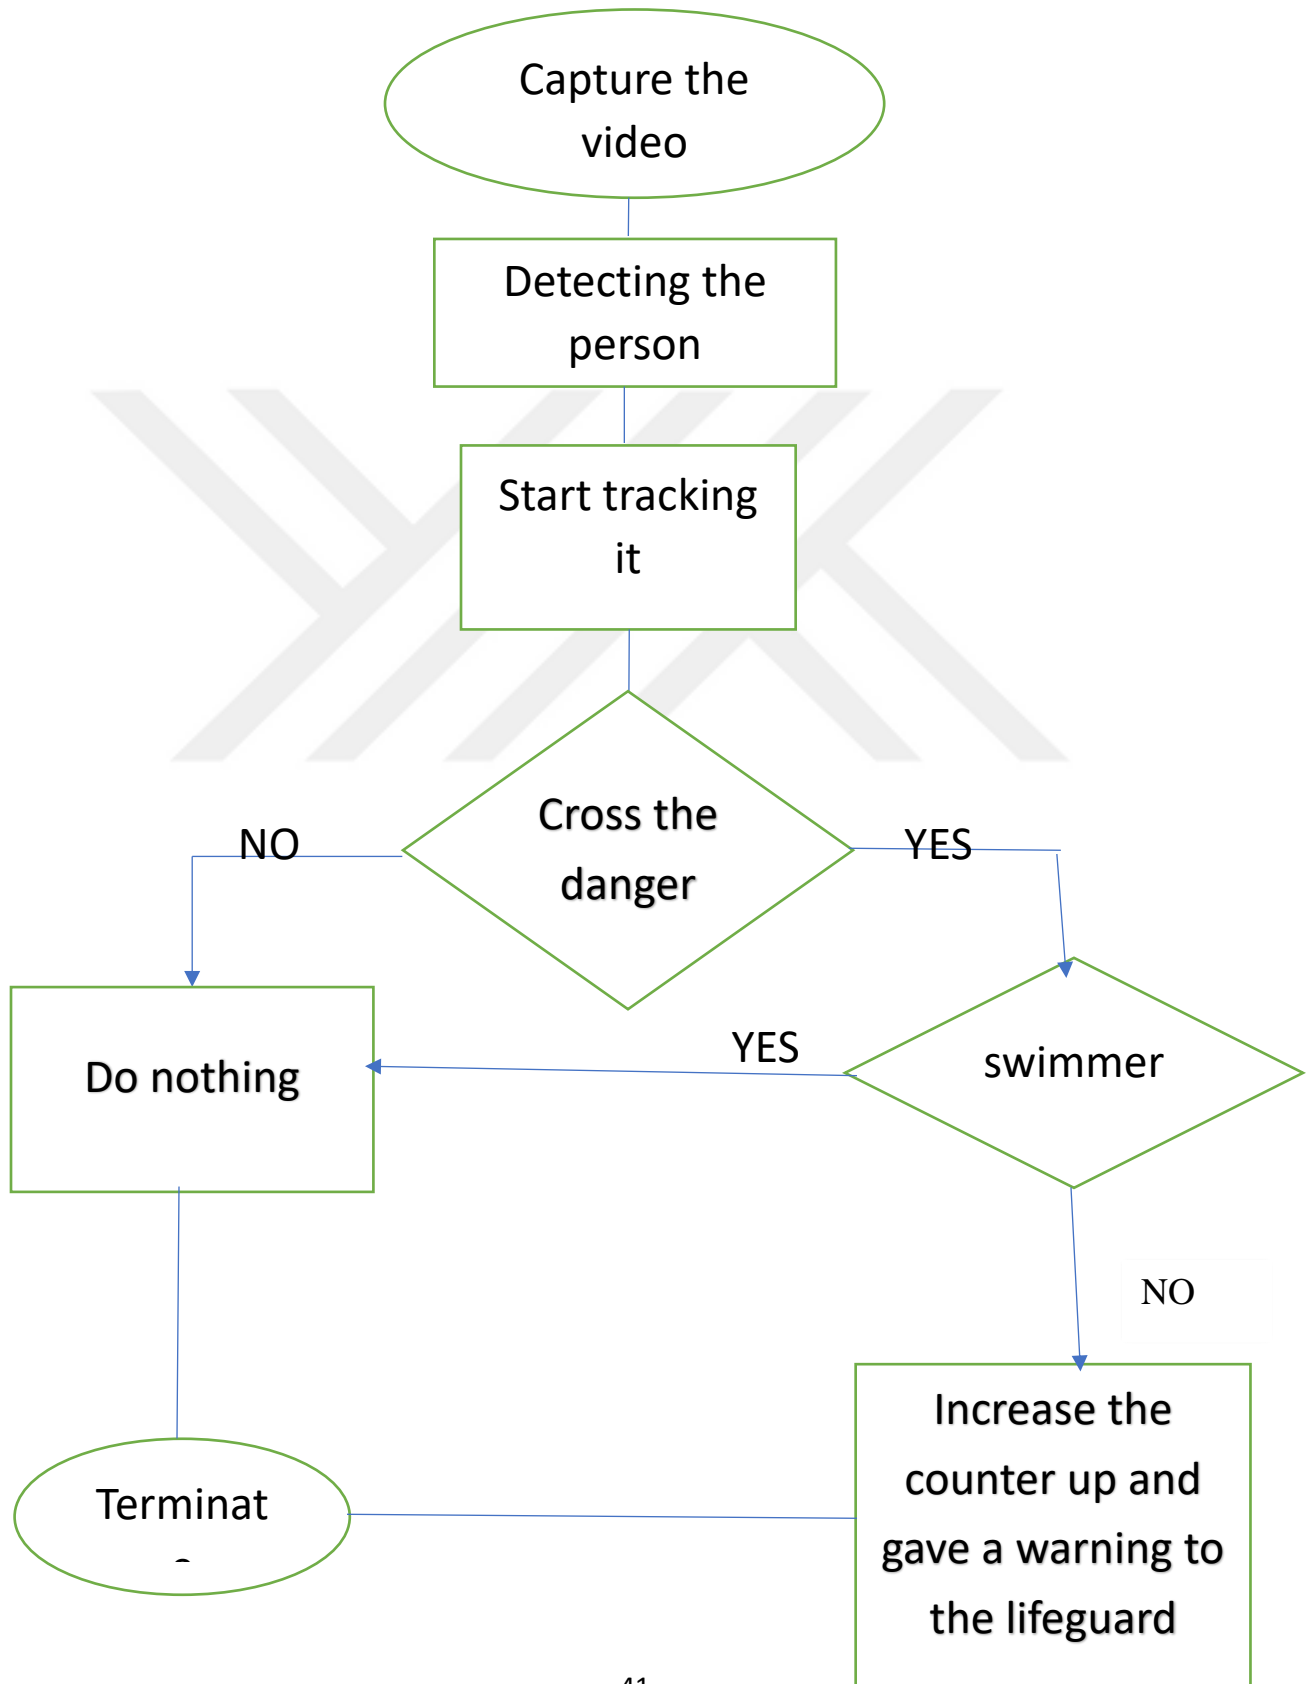 Capture the
video
Detecting the
person
Start tracking
it
Cross the
danger
NO
YES
Do nothing
YES
swimmer
NO
Increase the
counter up and
gave a warning to
the lifeguard
Terminat
41